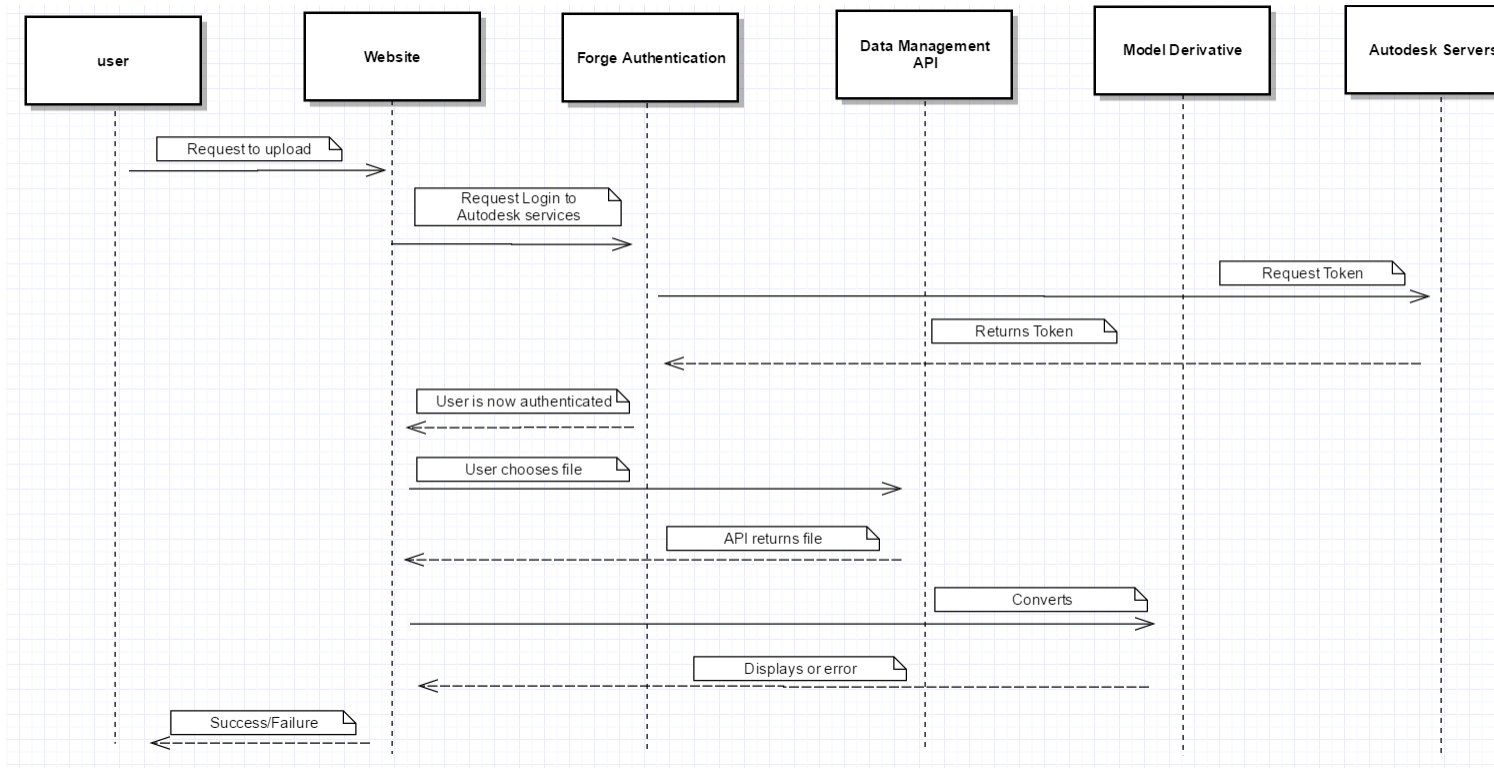 user
Website
Forge Authentication
Data Management
API
Model Derivative
Autodesk Servers
Request to upload
Request Login to
Autodesk services
Request Token
Returns Token
User is now authenticated
User chooses file
API returns file
Converts
Displays or error
Success/Failure